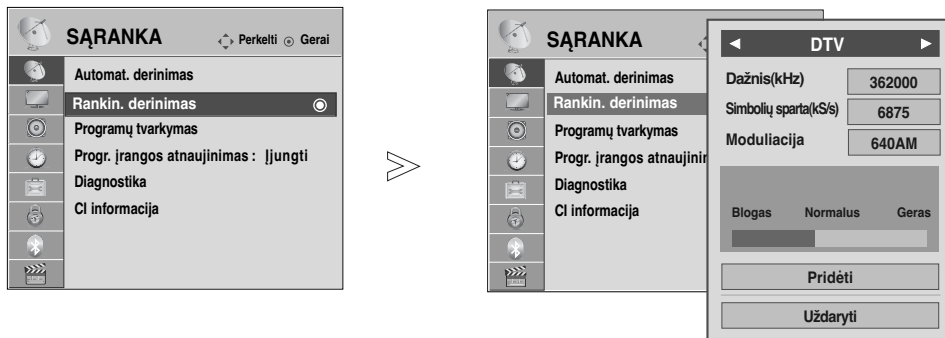 SĄRANKA Perkelti Gerai
Automat. derinimas
Rankin. derinimas
Programų tvarkymas
Progr. įrangos atnaujinimas : Įjungti
Diagnostika
CI informacija
SĄRANKA
Automat. derinimas
Rankin. derinimas
Programų tvarkymas
Progr. įrangos atnaujinim
Diagnostika
CI informacija
DTV
Dažnis(kHz) 362000
Simbolių sparta(kS/s) 6875
Moduliacija 640AM
Blogas Normalus Geras
Pridėti
Uždaryti